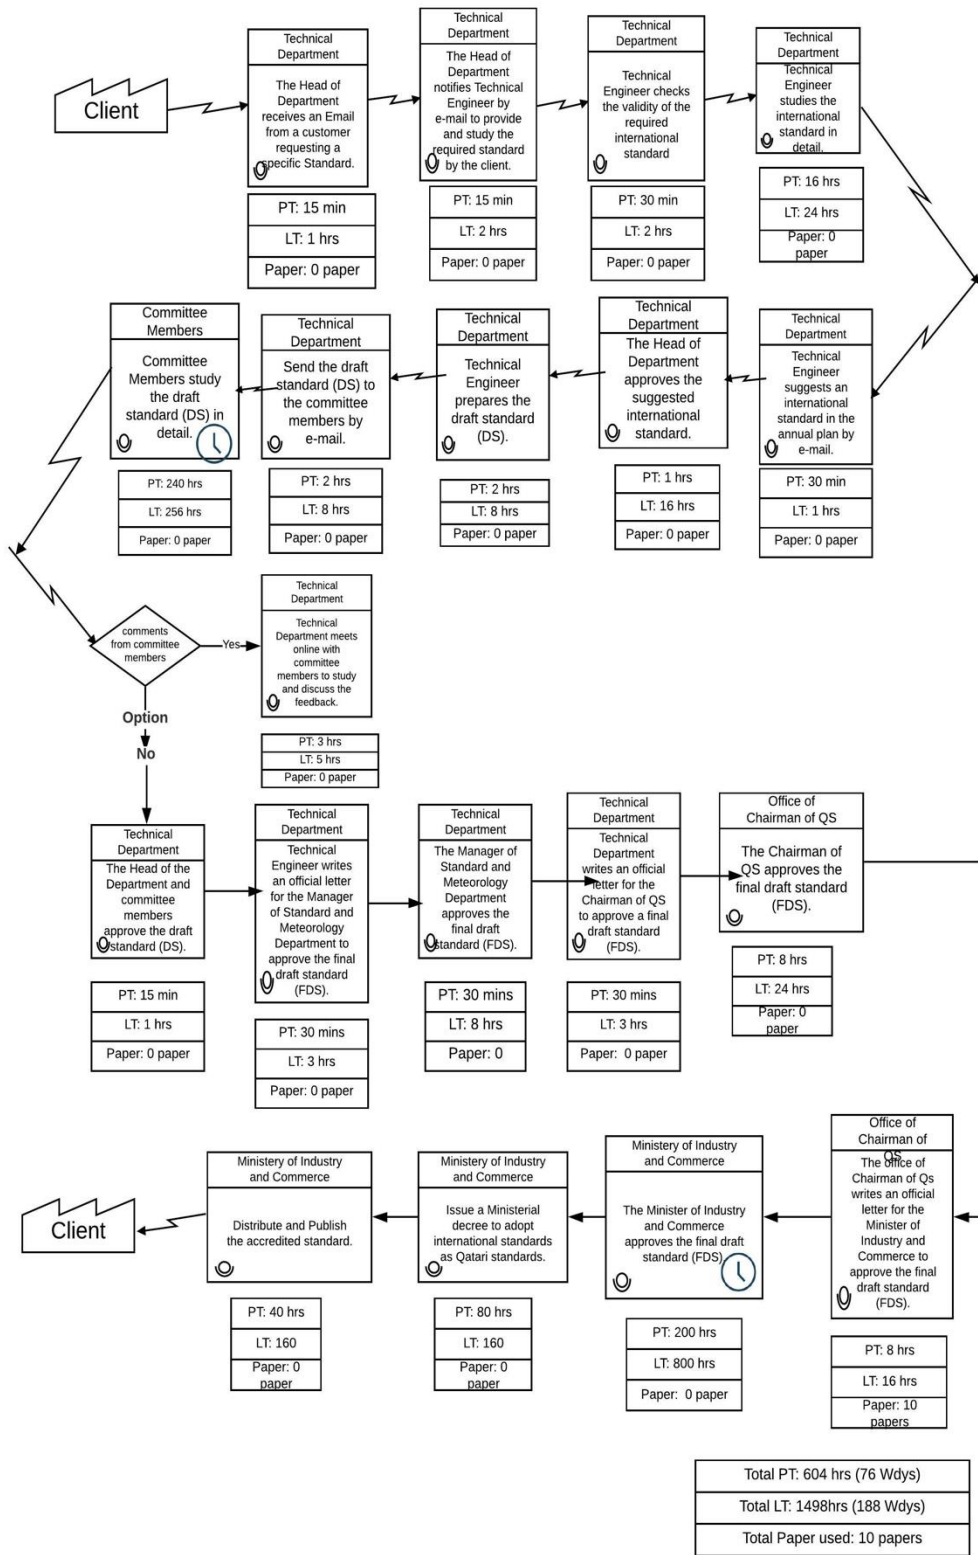 Client
Technical
Department
The Head of
Department
receives an Email
from a customer
requesting a
specific Standard.
PT: 15 min
LT: 1 hrs
Paper: 0 paper
Technical
Department
The Head of
Department
notifies Technical
Engineer by
e-mail to provide
and study the
required standard
by the client.
PT: 15 min
LT: 2 hrs
Paper: 0 paper
Technical
Department
Technical
Engineer checks
the validity of the
required
international
standard
PT: 30 min
LT: 2 hrs
Paper: 0 paper
Technical
Department
Technical
Engineer
studies the
international
standard in
detail.
PT: 16 hrs
LT: 24 hrs
Paper: 0
paper
Technical
Department
Technical
Engineer
suggests an
international
standard in the
annual plan by
e-mail.
PT: 30 min
LT: 1 hrs
Paper: 0 paper
Technical
Department
The Head of
Department
approves the
suggested
international
standard.
PT: 1 hrs
LT: 16 hrs
Paper: 0 paper
Technical
Department
Technical
Engineer
prepares the
draft standard
(DS).
PT: 2 hrs
LT: 8 hrs
Paper: 0 paper
Technical
Department
Send the draft
standard (DS) to
the committee
members by
e-mail.
PT: 2 hrs
LT: 8 hrs
Paper: 0 paper
Committee
Members
Committee
Members study
the draft
standard (DS) in
detail.
PT: 240 hrs
LT: 256 hrs
Paper: 0 paper
comments
from committee
members
Yes
Technical
Department
Technical
Department meets
online with
committee
members to study
and discuss the
feedback.
PT: 3 hrs
LT: 5 hrs
Paper: 0 paper
Option
No
Technical
Department
The Head of the
Department and
committee
members
approve the draft
standard (DS).
PT: 15 min
LT: 1 hrs
Paper: 0 paper
Technical
Department
Technical
Engineer writes
an official letter
for the Manager
of Standard and
Meteorology
Department to
approve the final
draft standard
(FDS).
PT: 30 mins
LT: 3 hrs
Paper: 0 paper
Technical
Department
The Manager of
Standard and
Meteorology
Department
approves the
final draft
standard (FDS).
PT: 30 mins
LT: 8 hrs
Paper: 0
Technical
Department
Technical
Department
writes an official
letter for the
Chairman of QS
to approve a final
draft standard
(FDS).
PT: 30 mins
LT: 3 hrs
Paper: 0 paper
Office of
Chairman of QS
The Chairman of
QS approves the
final draft standard
(FDS).
PT: 8 hrs
LT: 24 hrs
Paper: 0
paper
Office of
Chairman of
QS
The office of
Chairman of Qs
writes an official
letter for the
Minister of
Industry and
Commerce to
approve the final
draft standard
(FDS).
PT: 8 hrs
LT: 16 hrs
Paper: 10
papers
Ministery of Industry
and Commerce
The Minister of Industry
and Commerce
approves the final draft
standard (FDS).
PT: 200 hrs
LT: 800 hrs
Paper: 0 paper
Ministery of Industry
and Commerce
Issue a Ministerial
decree to adopt
international standards
as Qatari standards.
PT: 80 hrs
LT: 160
Paper: 0
paper
Ministery of Industry
and Commerce
Distribute and Publish
the accredited standard.
PT: 40 hrs
LT: 160
Paper: 0
paper
Client
Total PT: 604 hrs (76 Wdys)
Total LT: 1498hrs (188 Wdys)
Total Paper used: 10 papers